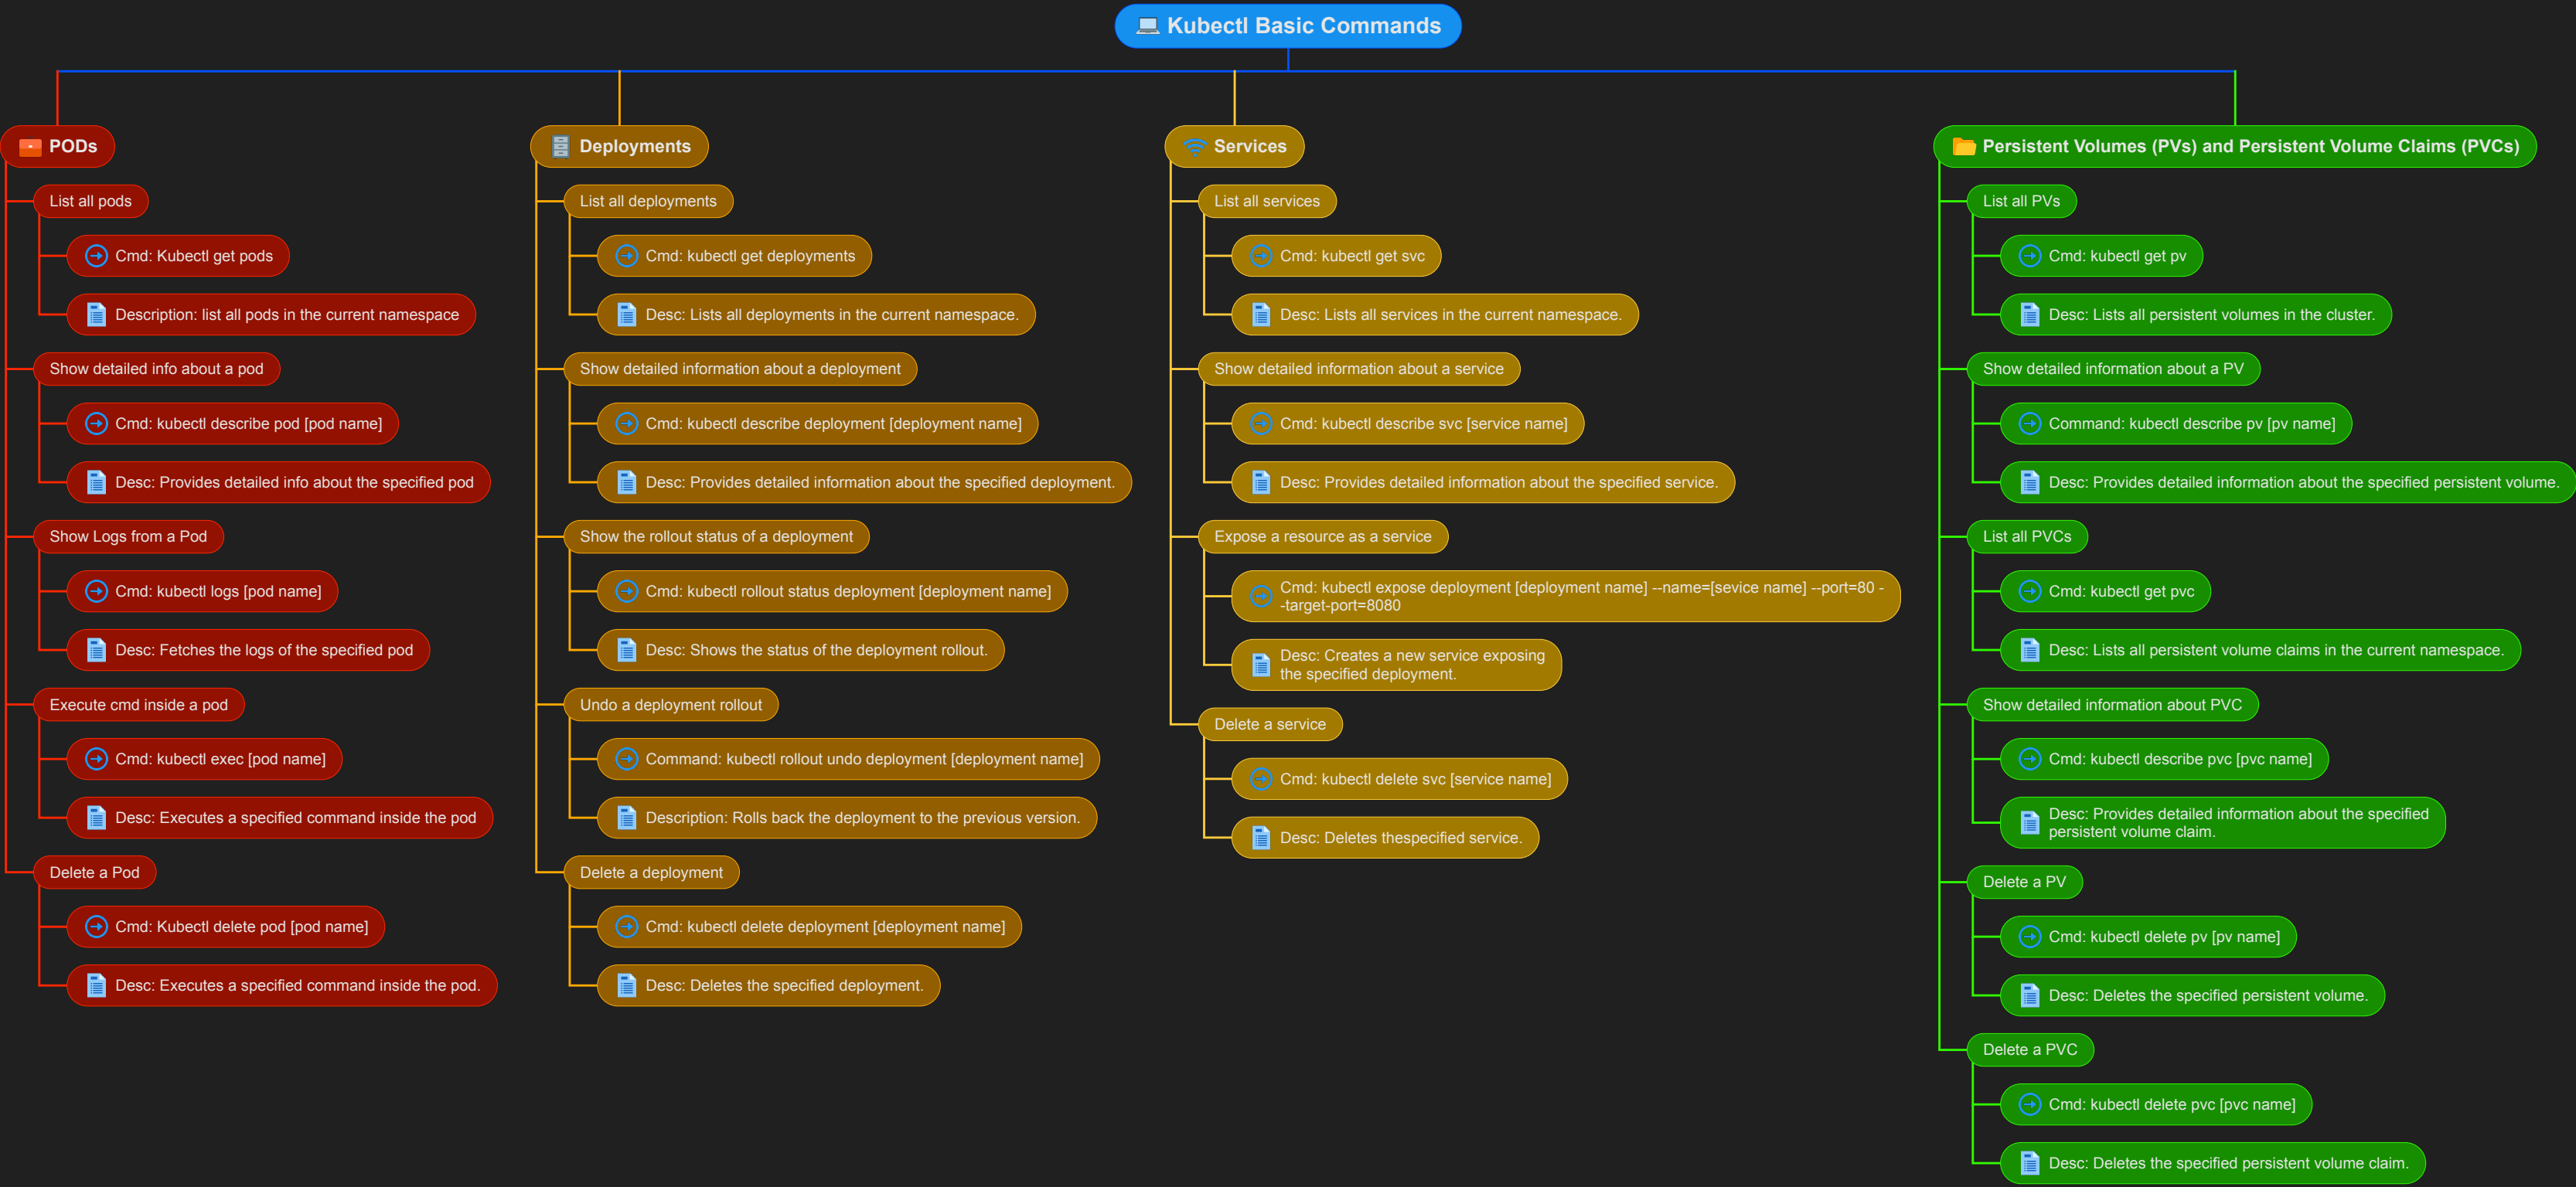 Kubectl Basic Commands
PODs
List all pods
Cmd: Kubectl get pods
Description: list all pods in the current namespace
Show detailed info about a pod
Cmd: kubectl describe pod [pod name]
Desc: Provides detailed info about the specified pod
Show Logs from a Pod
Cmd: kubectl logs [pod name]
Desc: Fetches the logs of the specified pod
Execute cmd inside a pod
Cmd: kubectl exec [pod name]
Desc: Executes a specified command inside the pod
Delete a Pod
Cmd: Kubectl delete pod [pod name]
Desc: Executes a specified command inside the pod.
Deployments
List all deployments
Cmd: kubectl get deployments
Desc: Lists all deployments in the current namespace.
Show detailed information about a deployment
Cmd: kubectl describe deployment [deployment name]
Desc: Provides detailed information about the specified deployment.
Show the rollout status of a deployment
Cmd: kubectl rollout status deployment [deployment name]
Desc: Shows the status of the deployment rollout.
Undo a deployment rollout
Command: kubectl rollout undo deployment [deployment name]
Description: Rolls back the deployment to the previous version.
Delete a deployment
Cmd: kubectl delete deployment [deployment name]
Desc: Deletes the specified deployment.
Services
List all services
Cmd: kubectl get svc
Desc: Lists all services in the current namespace.
Show detailed information about a service
Cmd: kubectl describe svc [service name]
Desc: Provides detailed information about the specified service.
Expose a resource as a service
Cmd: kubectl expose deployment [deployment name] --name=[sevice name] --port=80 -
-target-port=8080
Desc: Creates a new service exposing
the specified deployment.
Delete a service
Cmd: kubectl delete svc [service name]
Desc: Deletes thespecified service.
Persistent Volumes (PVs) and Persistent Volume Claims (PVCs)
List all PVs
Cmd: kubectl get pv
Desc: Lists all persistent volumes in the cluster.
Show detailed information about a PV
Command: kubectl describe pv [pv name]
Desc: Provides detailed information about the specified persistent volume.
List all PVCs
Cmd: kubectl get pvc
Desc: Lists all persistent volume claims in the current namespace.
Show detailed information about PVC
Cmd: kubectl describe pvc [pvc name]
Desc: Provides detailed information about the specified
persistent volume claim.
Delete a PV
Cmd: kubectl delete pv [pv name]
Desc: Deletes the specified persistent volume.
Delete a PVC
Cmd: kubectl delete pvc [pvc name]
Desc: Deletes the specified persistent volume claim.